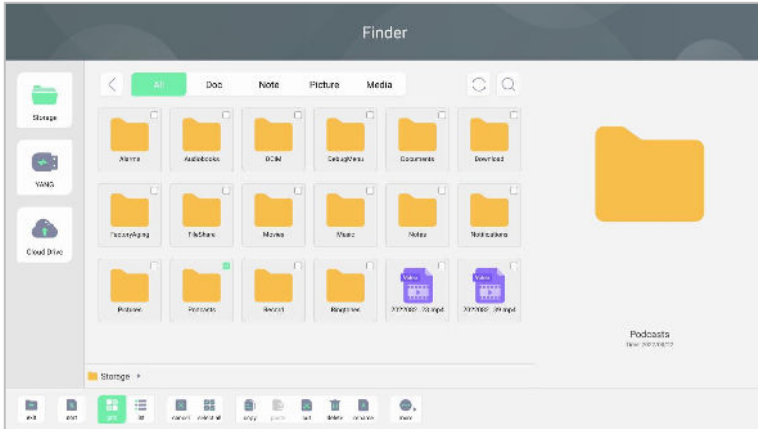 Finder
All Doc Note Picture Media
Storage
YANG
Cloud Drive
Alarms Audiobooks DCIM DebugMenu Documents Download
FactoryAging FileShare Movies Music Notes Notifications
Pictures Podcasts Record Ringtones
Podcasts
Storage
exit sort grid list cancel select all copy paste cut delete rename more